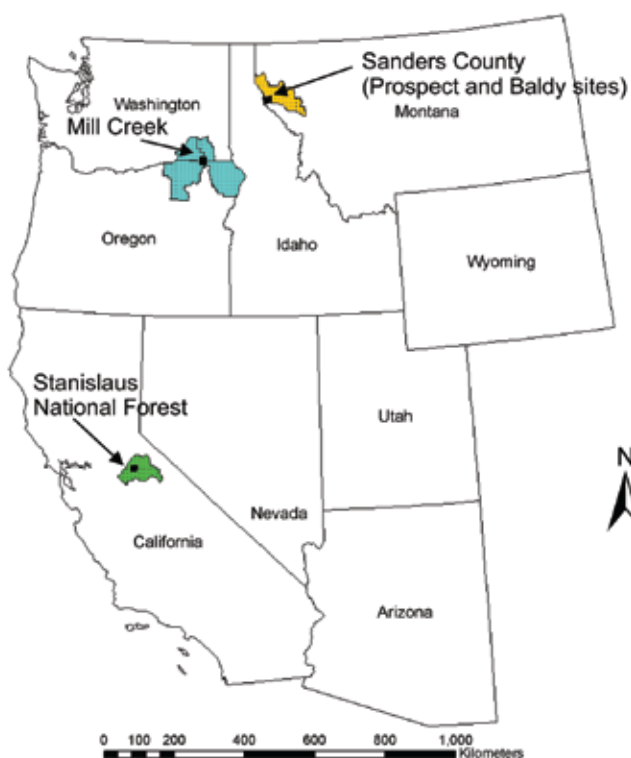 Sanders County
(Prospect and Baldy sites)
Washington
Montana
Mill Creek
Oregon
Idaho
Wyoming
Stanislaus
National Forest
Utah
N
Nevada
California
Arizona
0 100 200 400 600 800 1,000
Kilometers